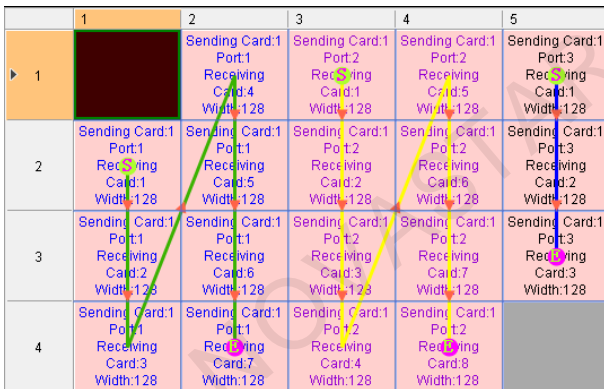 1 2 3 4 5
1
Sending Card:1
Port:1
Receiving
Card:4
Width:128
Sending Card:1
Port:2
Receiving
Card:1
Width:128
Sending Card:1
Port:2
Receiving
Card:5
Width:128
Sending Card:1
Port:3
Receiving
Card:1
Width:128
2
Sending Card:1
Port:1
Receiving
Card:1
Width:128
Sending Card:1
Port:1
Receiving
Card:5
Width:128
Sending Card:1
Port:2
Receiving
Card:2
Width:128
Sending Card:1
Port:2
Receiving
Card:6
Width:128
Sending Card:1
Port:3
Receiving
Card:2
Width:128
3
Sending Card:1
Port:1
Receiving
Card:2
Width:128
Sending Card:1
Port:1
Receiving
Card:6
Width:128
Sending Card:1
Port:2
Receiving
Card:3
Width:128
Sending Card:1
Port:2
Receiving
Card:7
Width:128
Sending Card:1
Port:3
Receiving
Card:3
Width:128
4
Sending Card:1
Port:1
Receiving
Card:3
Width:128
Sending Card:1
Port:1
Receiving
Card:7
Width:128
Sending Card:1
Port:2
Receiving
Card:4
Width:128
Sending Card:1
Port:2
Receiving
Card:8
Width:128
S
S
S
E
E
E
NOVASTAR